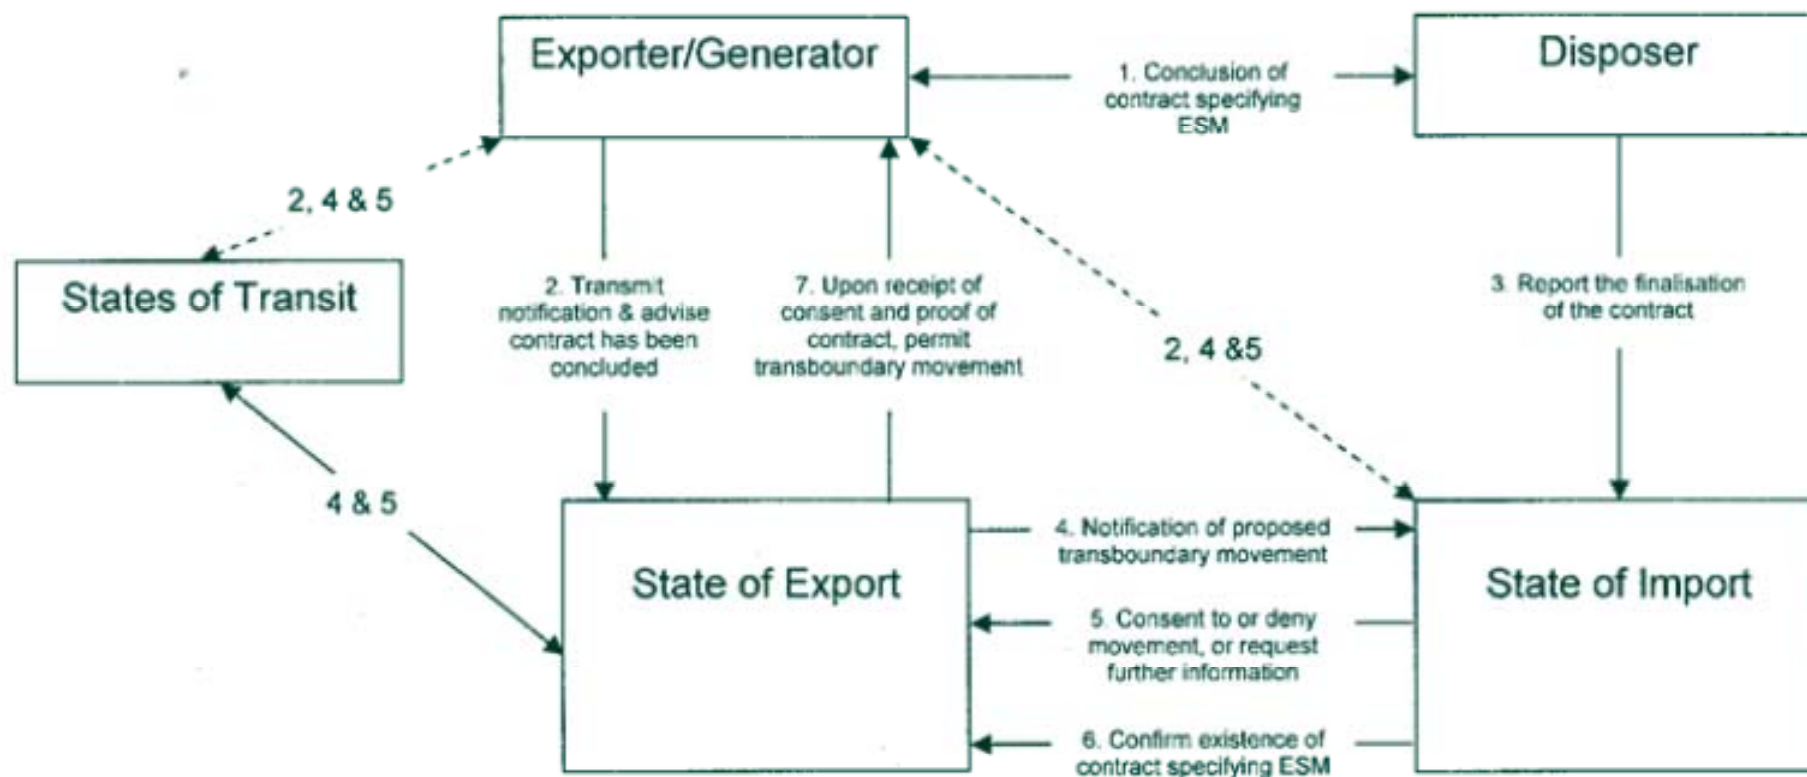 Exporter/Generator
Disposer
1. Conclusion of
contract specifying
ESM
2, 4 & 5
States of Transit
2. Transmit
notification & advise
contract has been
concluded
7. Upon receipt of
consent and proof of
contract, permit
transboundary movement
2, 4 &5
3. Report the finalisation
of the contract
4 & 5
State of Export
4. Notification of proposed
transboundary movement
5. Consent to or deny
movement, or request
further information
6. Confirm existence of
contract specifying ESM
State of Import